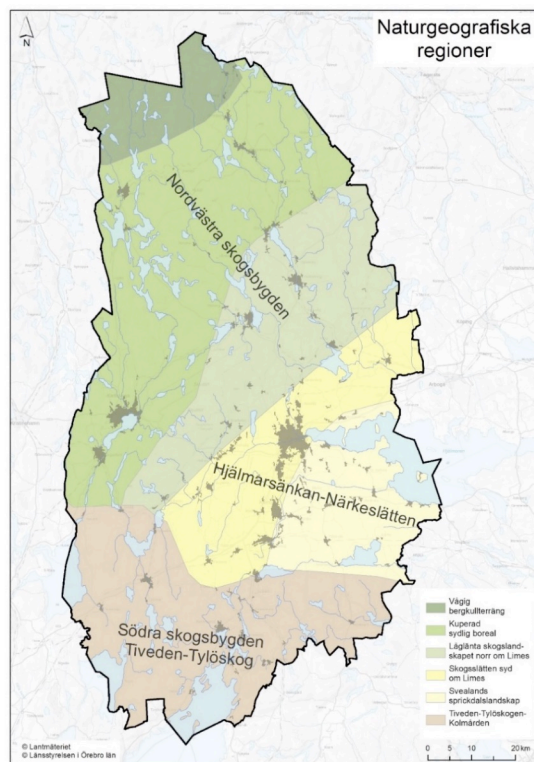 Naturgeografiska
regioner
N
Nordvästra skogsbygden
Hjälmarsänkan-Närkeslätten
Södra skogsbygden
Tiveden-Tylöskog
Vågig
bergkullterräng
Kuperad
sydlig boreal
Låglänta skogsland-
skapet norr om Limes
Skogsslätten syd
om Limes
Svealands
sprickdalslandskap
Tiveden-Tylöskogen-
Kolmården
© Lantmäteriet
© Länsstyrelsen i Örebro län
0 5 10 20 km